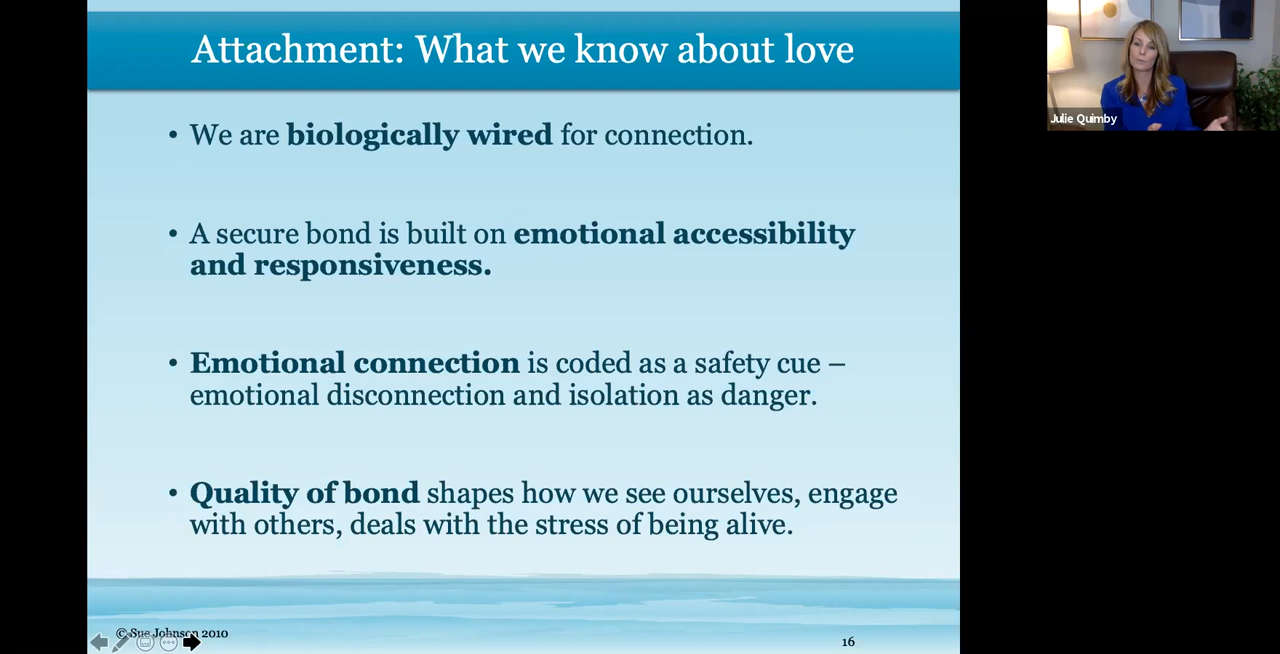 Attachment: What we know about love
• We are biologically wired for connection.
• A secure bond is built on emotional accessibility
and responsiveness.
• Emotional connection is coded as a safety cue –
emotional disconnection and isolation as danger.
• Quality of bond shapes how we see ourselves, engage
with others, deals with the stress of being alive.
© Sue Johnson 2010
16
Julie Quimby